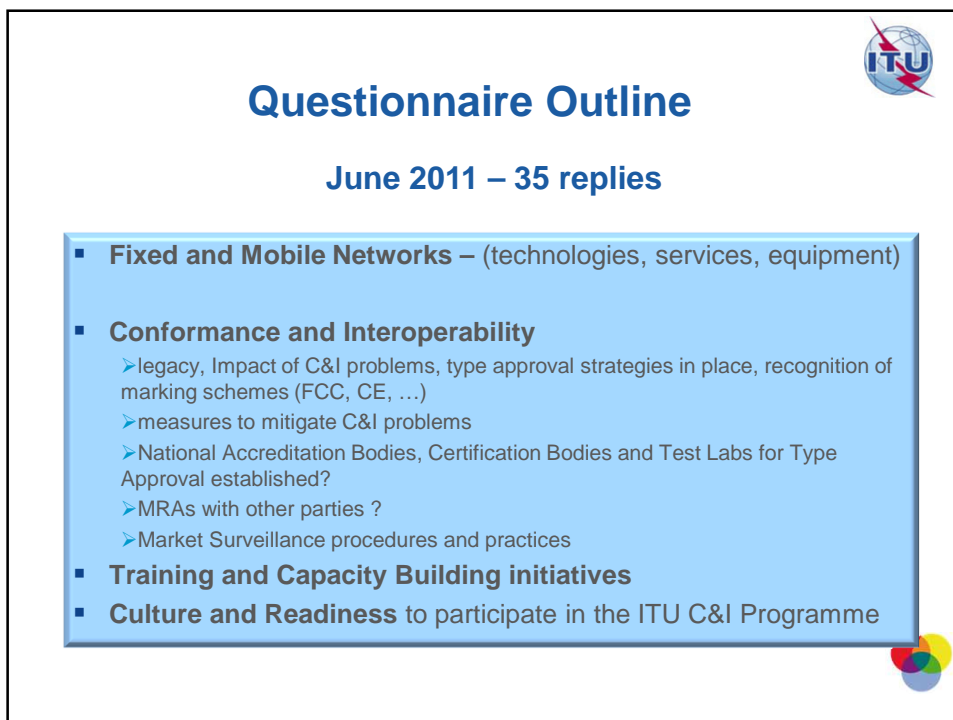 ITU
Questionnaire Outline
June 2011 – 35 replies
▪ Fixed and Mobile Networks – (technologies, services, equipment)
▪ Conformance and Interoperability
➢legacy, Impact of C&I problems, type approval strategies in place, recognition of
marking schemes (FCC, CE, …)
➢measures to mitigate C&I problems
➢National Accreditation Bodies, Certification Bodies and Test Labs for Type
Approval established?
➢MRAs with other parties ?
➢Market Surveillance procedures and practices
▪ Training and Capacity Building initiatives
▪ Culture and Readiness to participate in the ITU C&I Programme